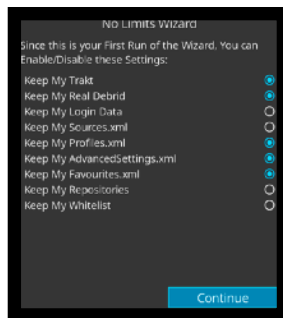 No Limits Wizard
Since this is your First Run of the Wizard. You can
Enable/Disable these Settings:
Keep My Trakt
Keep My Real Debrid
Keep My Login Data
Keep My Sources.xml
Keep My Profiles.xml
Keep My AdvancedSettings.xml
Keep My Favourites.xml
Keep My Repositories
Keep My Whitelist
Continue